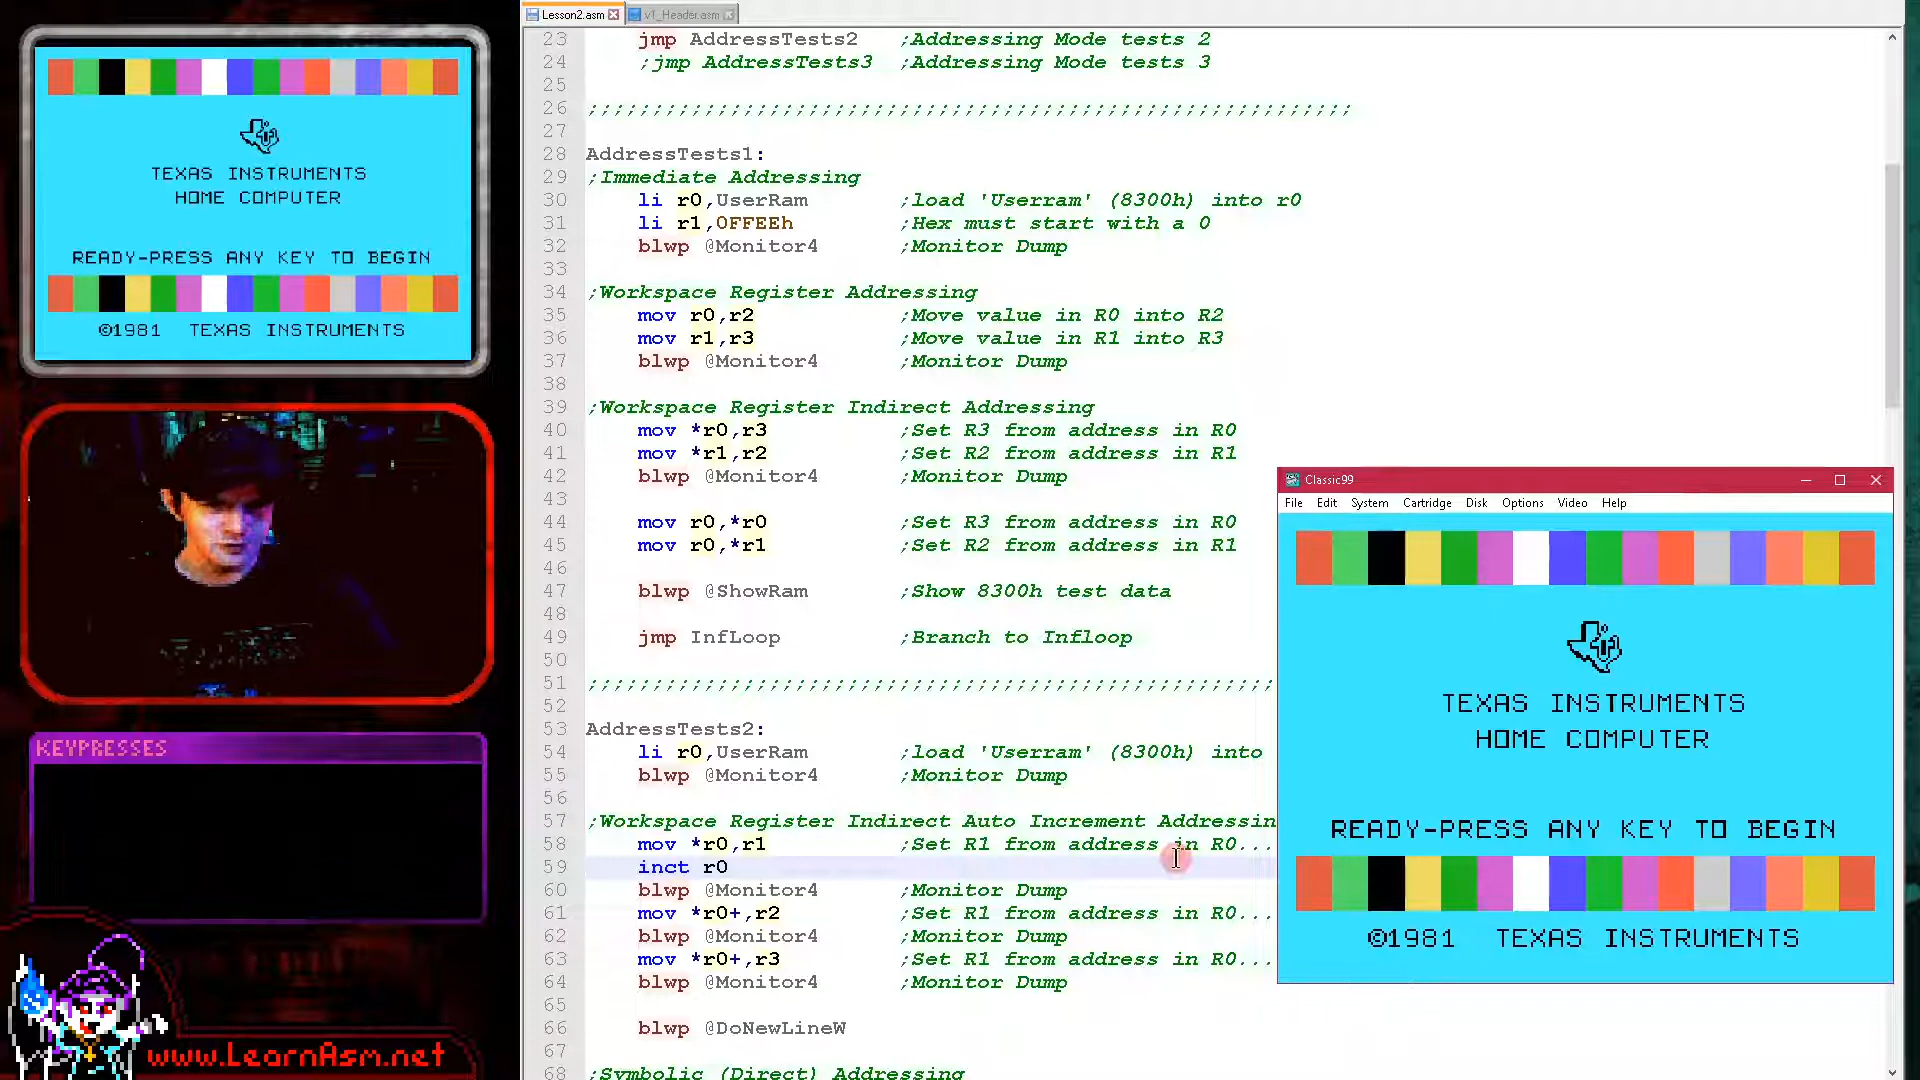 TEXAS INSTRUMENTS
HOME COMPUTER
READY-PRESS ANY KEY TO BEGIN
©1981 TEXAS INSTRUMENTS
KEYPRESSES
www.LearnAsm.net
Lesson2.asm
v1_Header.asm
23 jmp AddressTests2 ;Addressing Mode tests 2
24 ;jmp AddressTests3 ;Addressing Mode tests 3
25
26 ;;;;;;;;;;;;;;;;;;;;;;;;;;;;;;;;;;;;;;;;;;;;;;;;;;;;;;;;;;;
27
28 AddressTests1:
29 ;Immediate Addressing
30 li r0,UserRam ;load 'Userram' (8300h) into r0
31 li r1,0FFEEh ;Hex must start with a 0
32 blwp @Monitor4 ;Monitor Dump
33
34 ;Workspace Register Addressing
35 mov r0,r2 ;Move value in R0 into R2
36 mov r1,r3 ;Move value in R1 into R3
37 blwp @Monitor4 ;Monitor Dump
38
39 ;Workspace Register Indirect Addressing
40 mov *r0,r3 ;Set R3 from address in R0
41 mov *r1,r2 ;Set R2 from address in R1
42 blwp @Monitor4 ;Monitor Dump
43
44 mov r0,*r0 ;Set R3 from address in R0
45 mov r0,*r1 ;Set R2 from address in R1
46
47 blwp @ShowRam ;Show 8300h test data
48
49 jmp InfLoop ;Branch to Infloop
50
51 ;;;;;;;;;;;;;;;;;;;;;;;;;;;;;;;;;;;;;;;;;;;;;;;;;;;;;
52
53 AddressTests2:
54 li r0,UserRam ;load 'Userram' (8300h) into
55 blwp @Monitor4 ;Monitor Dump
56
57 ;Workspace Register Indirect Auto Increment Addressin
58 mov *r0,r1 ;Set R1 from address in R0...
59 inct r0
60 blwp @Monitor4 ;Monitor Dump
61 mov *r0+,r2 ;Set R1 from address in R0...
62 blwp @Monitor4 ;Monitor Dump
63 mov *r0+,r3 ;Set R1 from address in R0...
64 blwp @Monitor4 ;Monitor Dump
65
66 blwp @DoNewLineW
67
68 ;Symbolic (Direct) Addressing
Classic99
File Edit System Cartridge Disk Options Video Help
TEXAS INSTRUMENTS
HOME COMPUTER
READY-PRESS ANY KEY TO BEGIN
©1981 TEXAS INSTRUMENTS